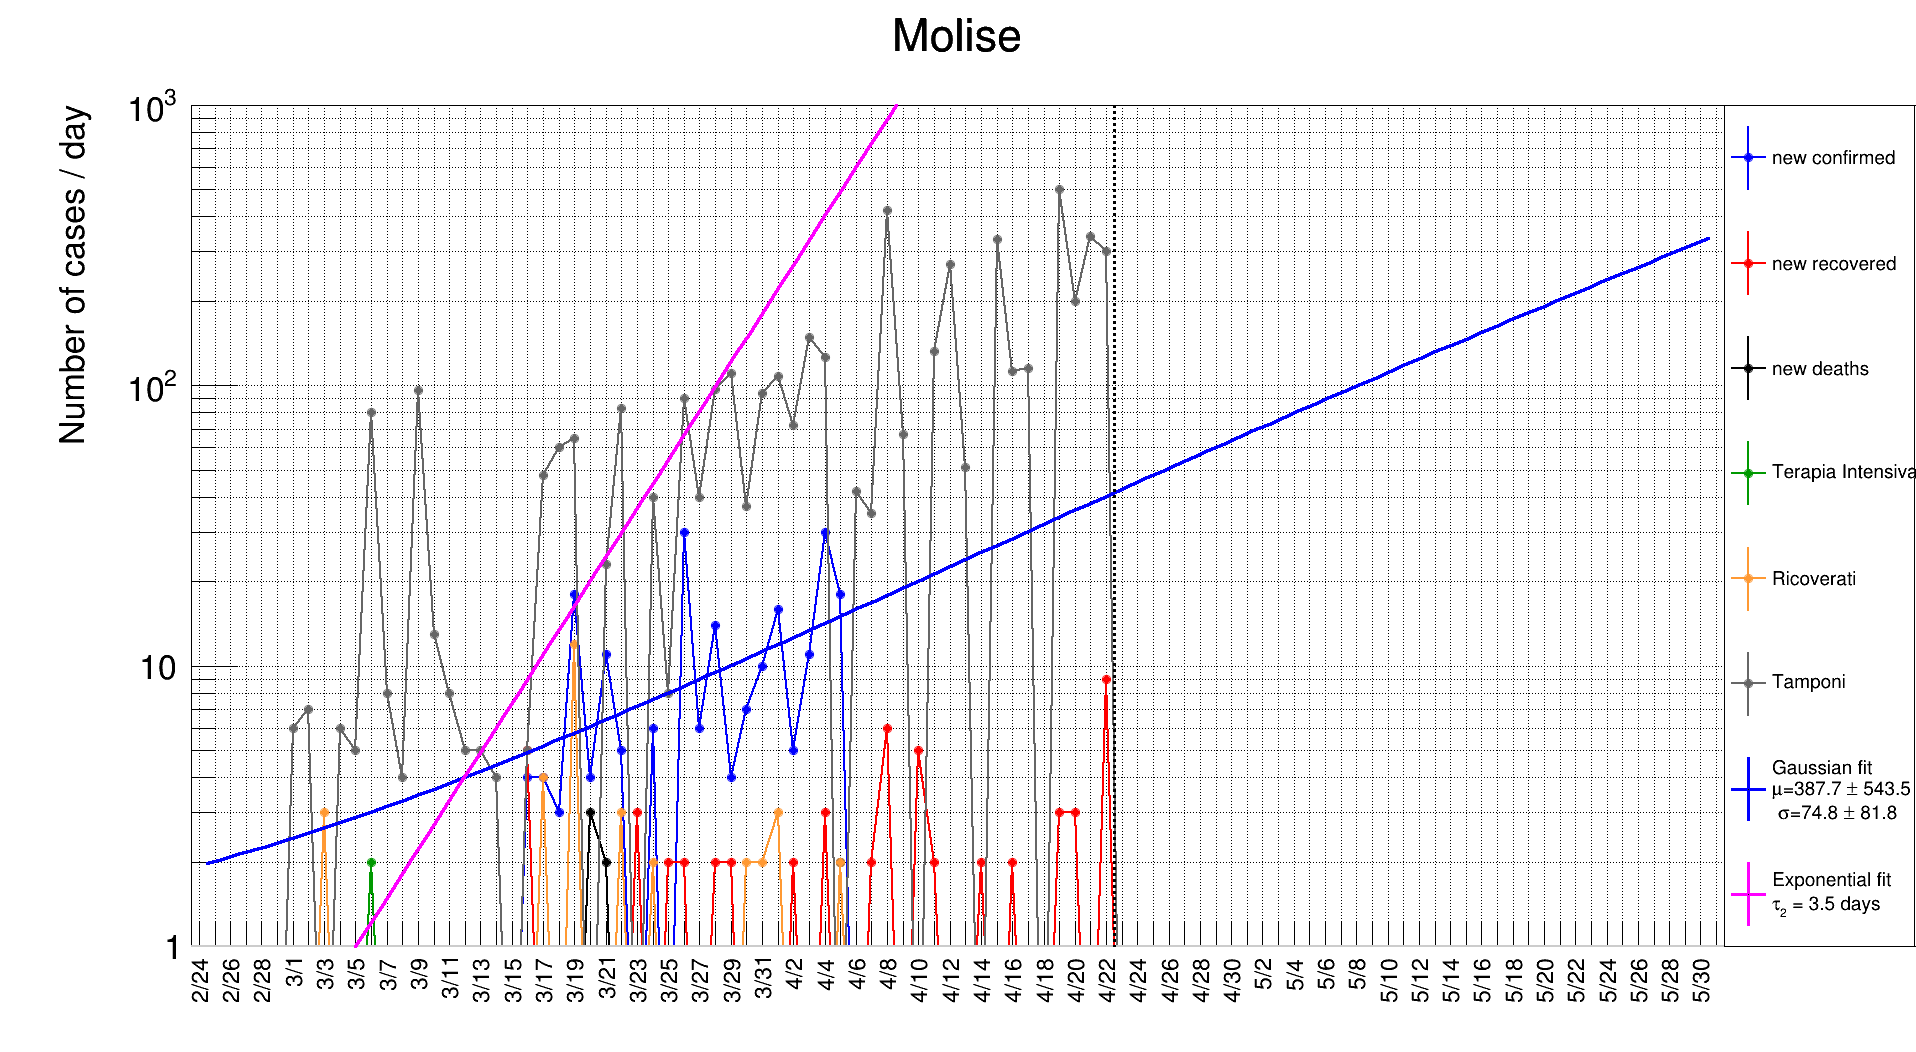 Molise
Number of cases / day
10³
10²
10
1
2/24 2/26 2/28 3/1 3/3 3/5 3/7 3/9 3/11 3/13 3/15 3/17 3/19 3/21 3/23 3/25 3/27 3/29 3/31 4/2 4/4 4/6 4/8 4/10 4/12 4/14 4/16 4/18 4/20 4/22 4/24 4/26 4/28 4/30 5/2 5/4 5/6 5/8 5/10 5/12 5/14 5/16 5/18 5/20 5/22 5/24 5/26 5/28 5/30
new confirmed
new recovered
new deaths
Terapia Intensiva
Ricoverati
Tamponi
Gaussian fit
μ=387.7 ± 543.5
σ=74.8 ± 81.8
Exponential fit
τ₂ = 3.5 days